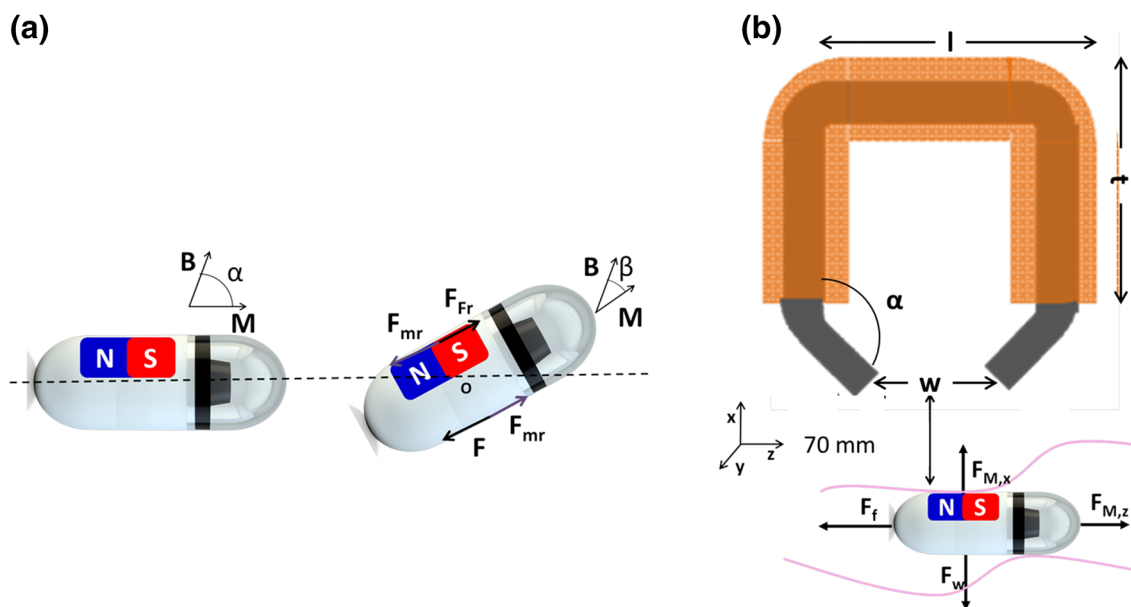 (a)
B
α
M
N
S
F_mr
F_Fr
N
S
o
F
F_mr
B
β
M
(b)
l
t
α
w
x
y
z
70 mm
F_M,x
F_f
N
S
F_M,z
F_w